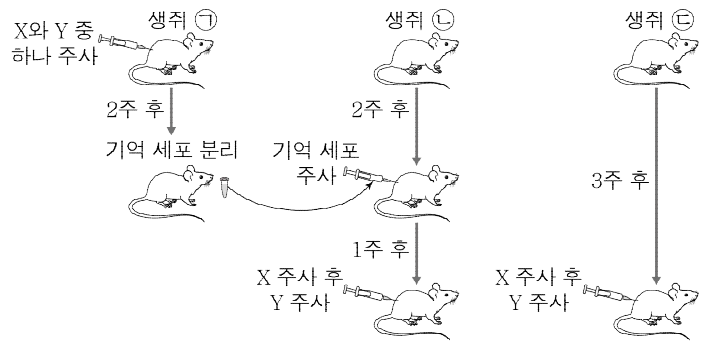 생쥐 ㉠
생쥐 ㉡
생쥐 ㉢
X와 Y 중
하나 주사
2주 후
2주 후
기억 세포 분리
기억 세포
주사
3주 후
1주 후
X 주사 후
Y 주사
X 주사 후
Y 주사